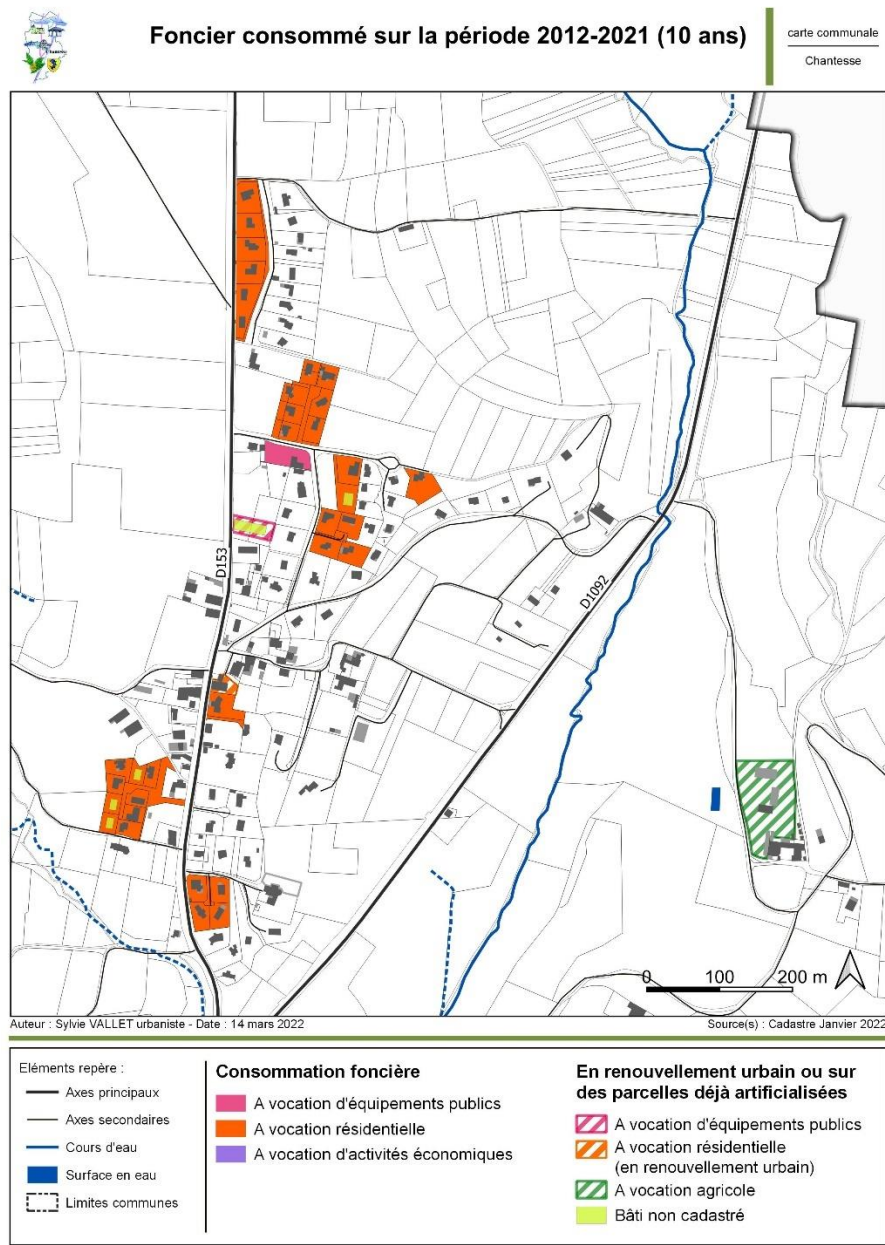 Foncier consommé sur la période 2012-2021 (10 ans)
carte communale
Chantesse
D153
D1092
0 100 200 m
Auteur : Sylvie VALLET urbaniste - Date : 14 mars 2022
Source(s) : Cadastre Janvier 2022
Eléments repère :
Axes principaux
Axes secondaires
Cours d'eau
Surface en eau
Limites communes
Consommation foncière
A vocation d'équipements publics
A vocation résidentielle
A vocation d'activités économiques
En renouvellement urbain ou sur
des parcelles déjà artificialisées
A vocation d'équipements publics
A vocation résidentielle
(en renouvellement urbain)
A vocation agricole
Bâti non cadastré